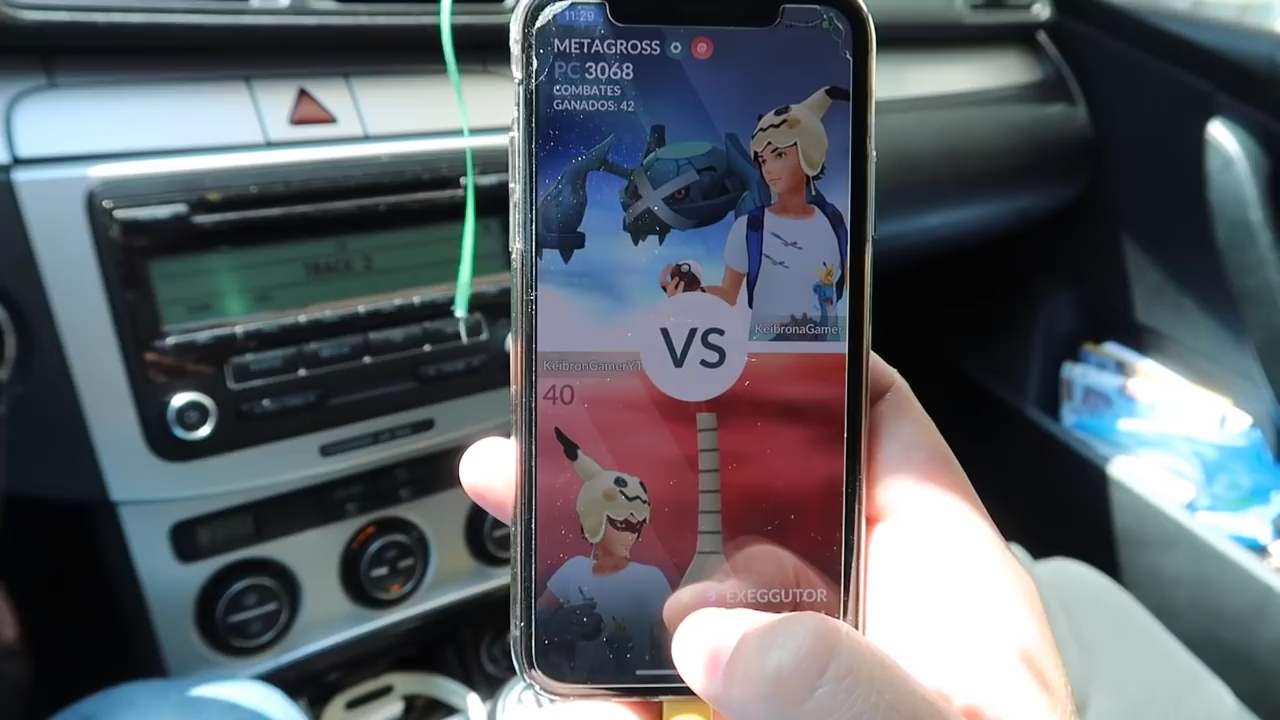 11:29
METAGROSS
PC 3068
COMBATES
GANADOS: 42
TRACK 2
KeibronaGamer
VS
KeibronGamerYT
40
EXEGGUTOR